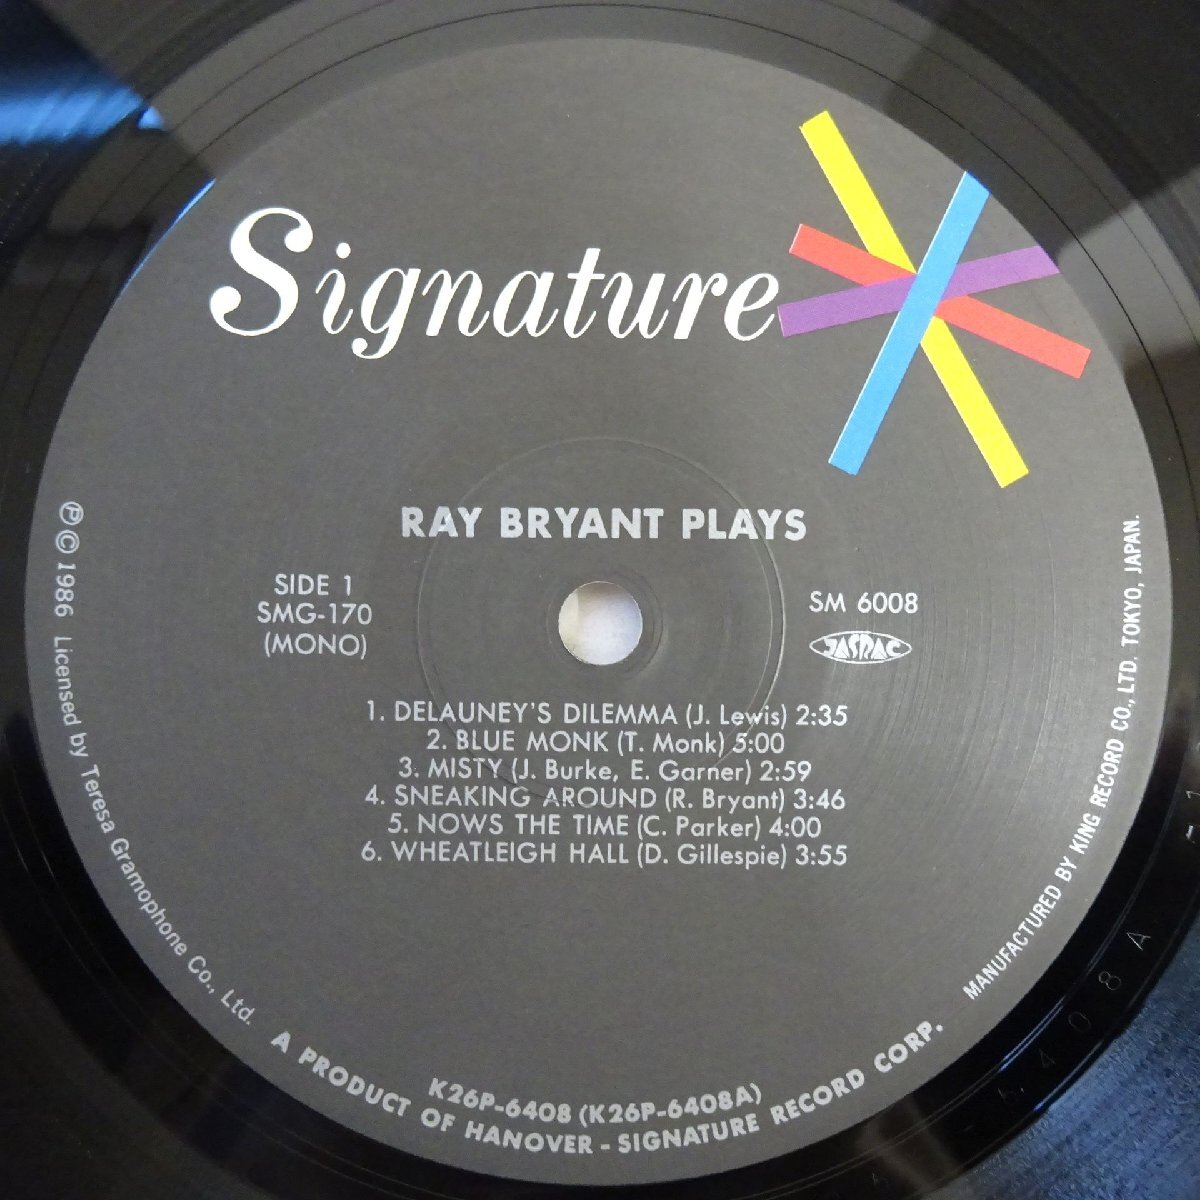 Signature
RAY BRYANT PLAYS
SIDE 1
SMG-170
(MONO)
SM 6008
JASRAC
1. DELAUNEY'S DILEMMA (J. Lewis) 2:35
2. BLUE MONK (T. Monk) 5:00
3. MISTY (J. Burke, E. Garner) 2:59
4. SNEAKING AROUND (R. Bryant) 3:46
5. NOWS THE TIME (C. Parker) 4:00
6. WHEATLEIGH HALL (D. Gillespie) 3:55
℗© 1986 Licensed by Teresa Gramophone Co., Ltd.
K26P-6408 (K26P-6408A)
A PRODUCT OF HANOVER - SIGNATURE RECORD CORP.
MANUFACTURED BY KING RECORD CO., LTD. TOKYO, JAPAN.